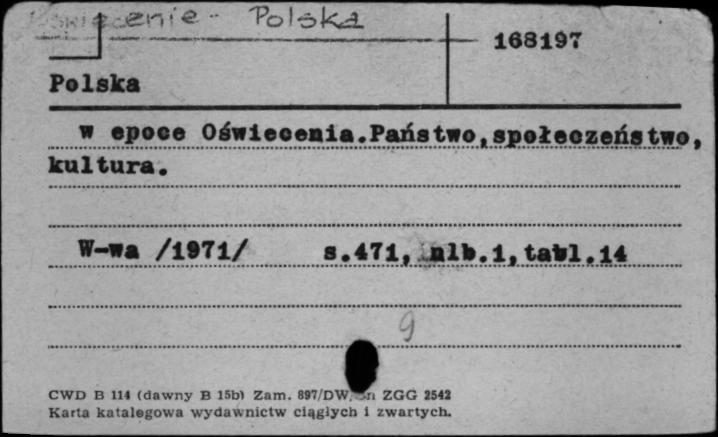 Oświecenie - Polska
168197
Polska
w epoce Oświecenia.Państwo,społeczeństwo,
kultura.
W-wa /1971/ s.471, nlb.1,tabl.14
9
CWD B 114 (dawny B 15b) Zam. 897/DW, ZGG 2542
Karta katalogowa wydawnictw ciągłych i zwartych.